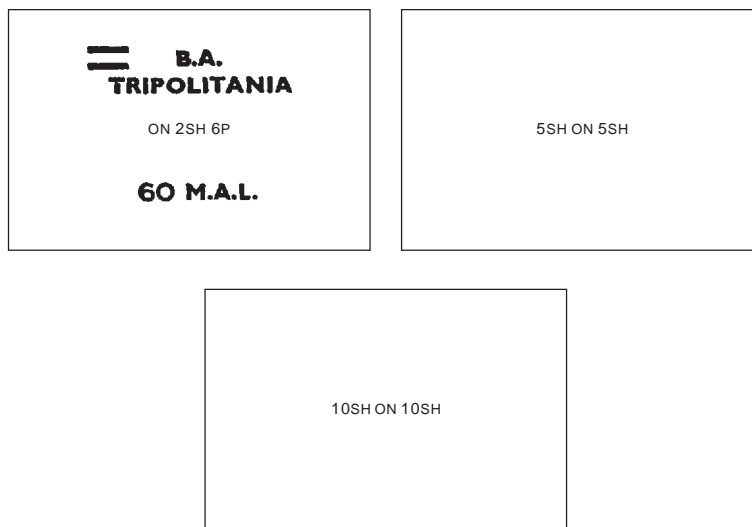 B.A.
TRIPOLITANIA
ON 2SH 6P
60 M.A.L.
5SH ON 5SH
10SH ON 10SH